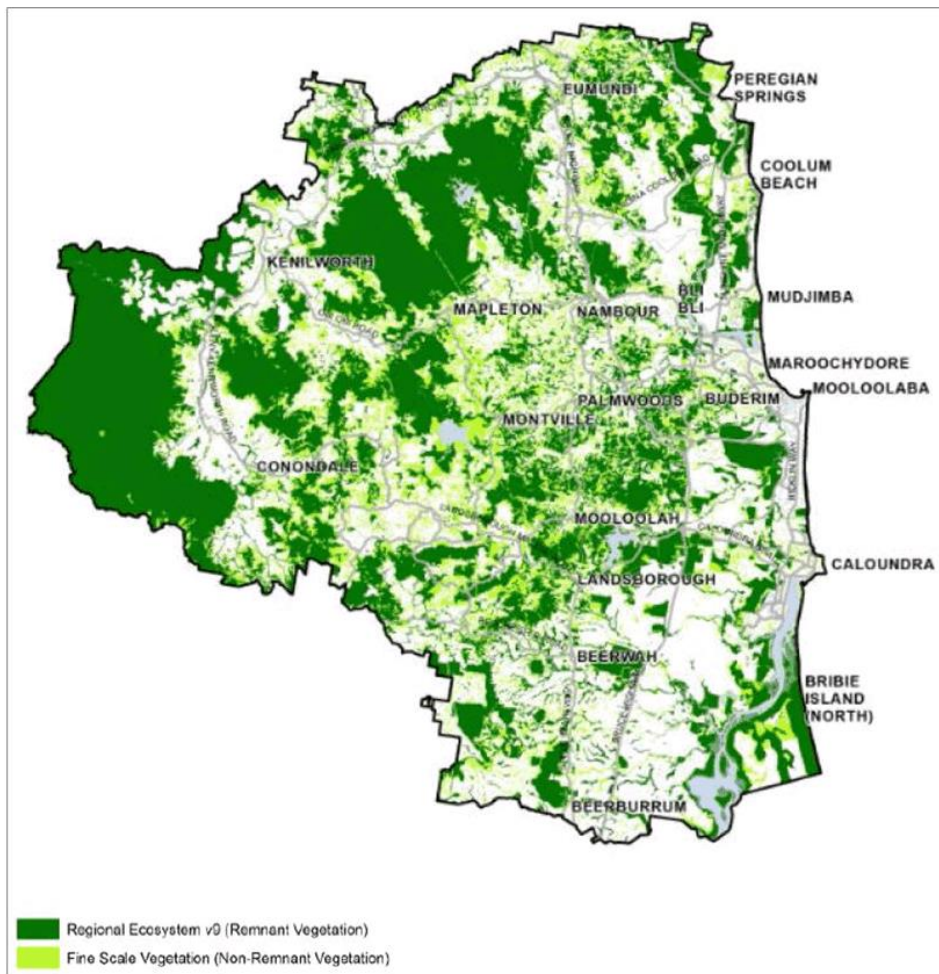 EUMUNDI
PEREGIAN
SPRINGS
COOLUM
BEACH
KENILWORTH
MAPLETON
NAMBOUR
BLI
BLI
MUDJIMBA
MAROOCHYDORE
MOOLOOLABA
PALMWOODS
BUDERIM
MONTVILLE
CONONDALE
MOOLOOLAH
CALOUNDRA
LANDSBOROUGH
BEERWAH
BRIBIE
ISLAND
(NORTH)
BEERBURRUM
Regional Ecosystem v9 (Remnant Vegetation)
Fine Scale Vegetation (Non-Remnant Vegetation)